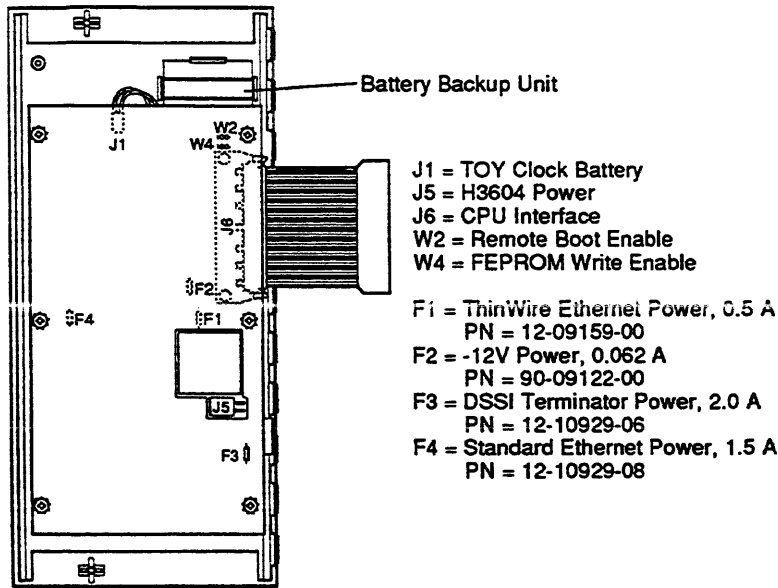 Battery Backup Unit
W2
W4
J1
J6
J1 = TOY Clock Battery
J5 = H3604 Power
J6 = CPU Interface
W2 = Remote Boot Enable
W4 = FEPROM Write Enable
F2
F4
F1
F1 = ThinWire Ethernet Power, 0.5 A
PN = 12-09159-00
F2 = -12V Power, 0.062 A
PN = 90-09122-00
F3 = DSSI Terminator Power, 2.0 A
PN = 12-10929-06
F4 = Standard Ethernet Power, 1.5 A
PN = 12-10929-08
J5
F3